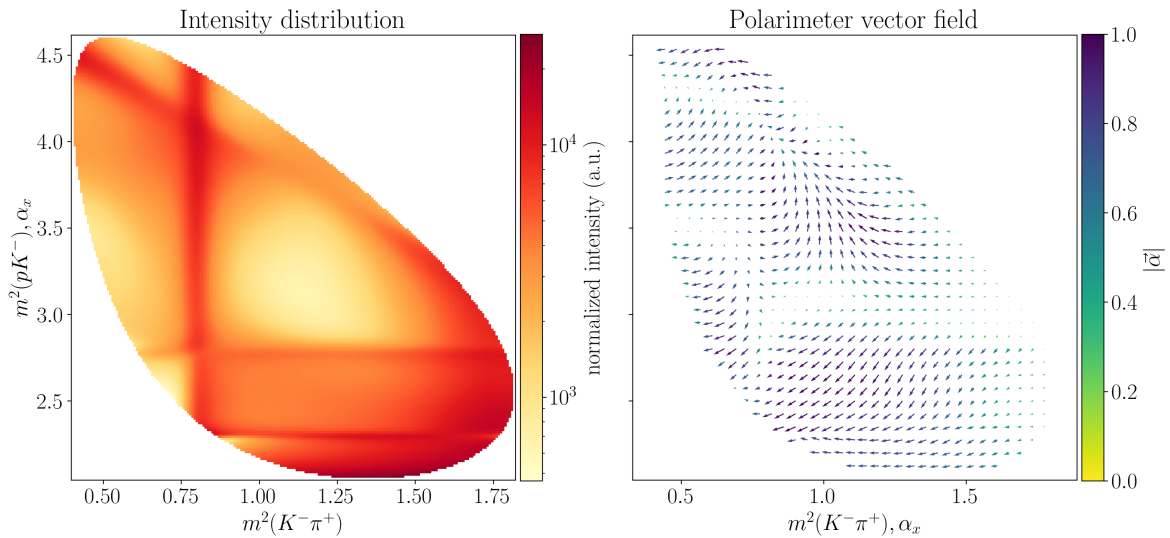 Intensity distribution
4.5
4.0
3.5
3.0
2.5
m²(pK⁻), αₓ
0.50 0.75 1.00 1.25 1.50 1.75
m²(K⁻π⁺)
10⁴
10³
normalized intensity (a.u.)
Polarimeter vector field
0.5 1.0 1.5
m²(K⁻π⁺), αₓ
1.0
0.8
0.6
0.4
0.2
0.0
|α⃗|